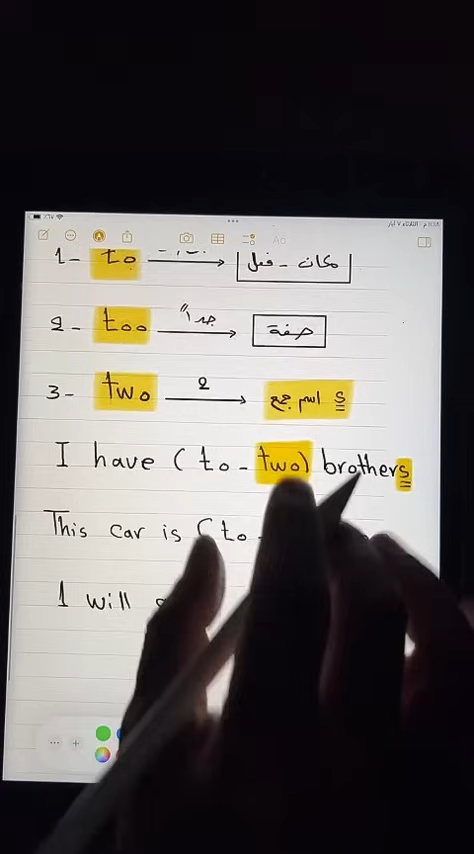 1- to → مكان - فعل
2- too جداً → صفة
3- two 2 → اسم جمع s
I have ( to - two) brothers
This car is ( to -
I will